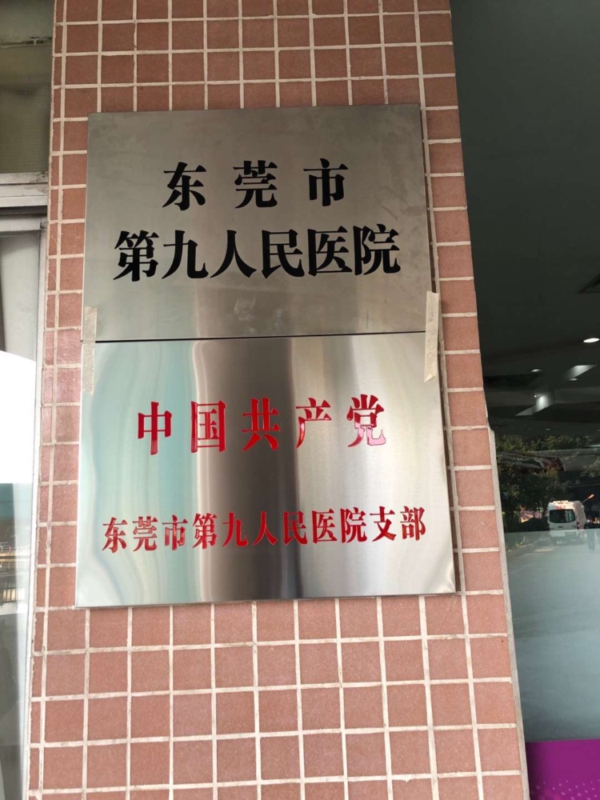 东莞市
第九人民医院
中国共产党
东莞市第九人民医院支部